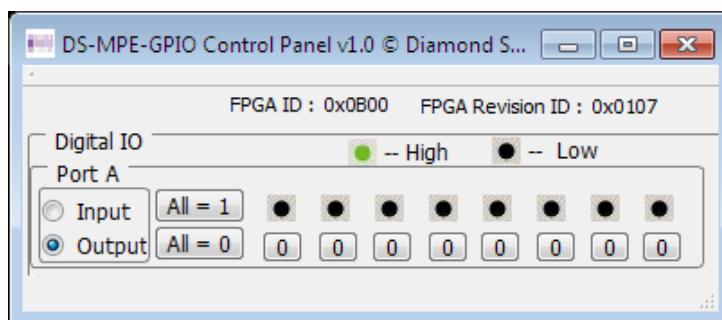 DS-MPE-GPIO Control Panel v1.0 © Diamond S...
FPGA ID : 0x0B00 FPGA Revision ID : 0x0107
Digital IO -- High -- Low
Port A
Input All = 1
Output All = 0 0 0 0 0 0 0 0 0